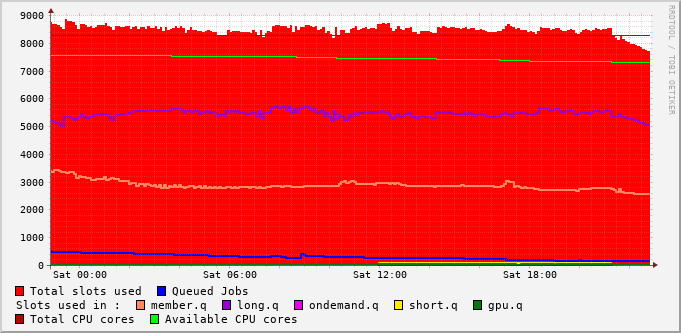 9000
8000
7000
6000
5000
4000
3000
2000
1000
0
Sat 00:00 Sat 06:00 Sat 12:00 Sat 18:00
RRDTOOL / TOBI OETIKER
Total slots used Queued Jobs
Slots used in : member.q long.q ondemand.q short.q gpu.q
Total CPU cores Available CPU cores